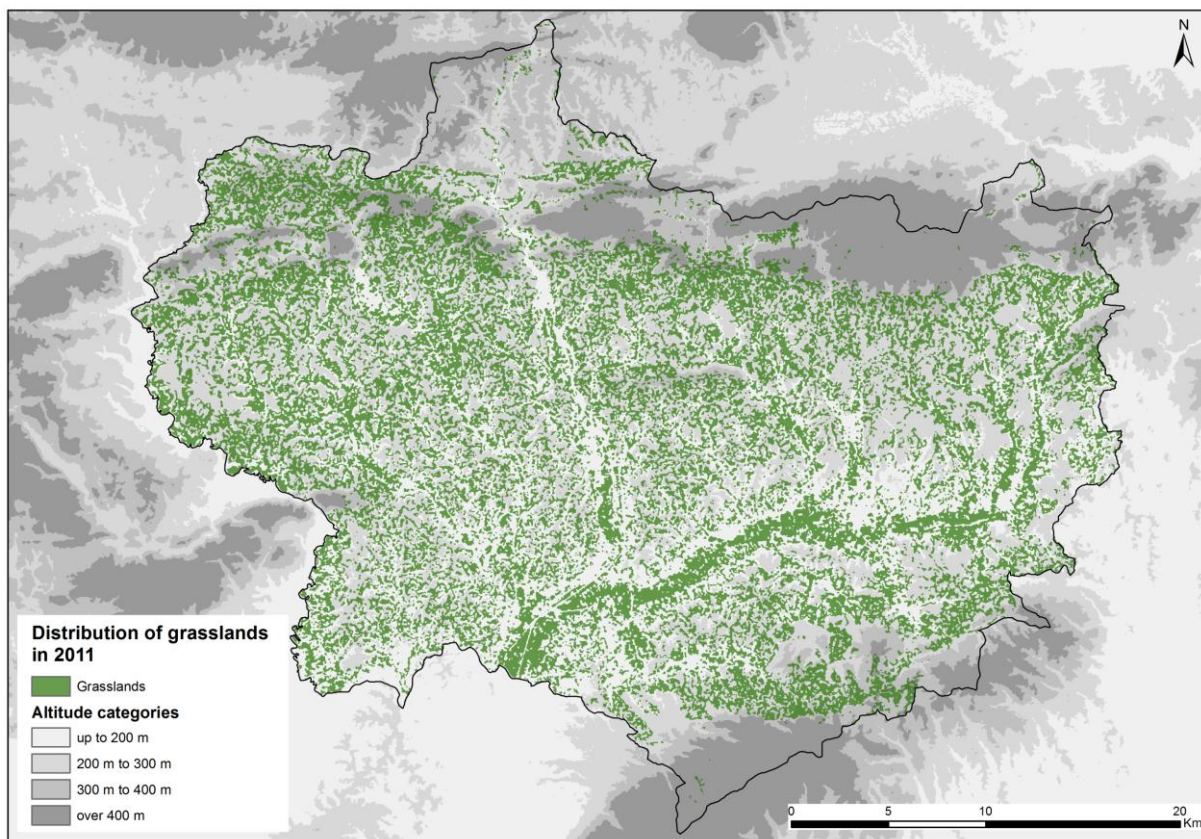 N
Distribution of grasslands
in 2011
Grasslands
Altitude categories
up to 200 m
200 m to 300 m
300 m to 400 m
over 400 m
0 5 10 20
Km